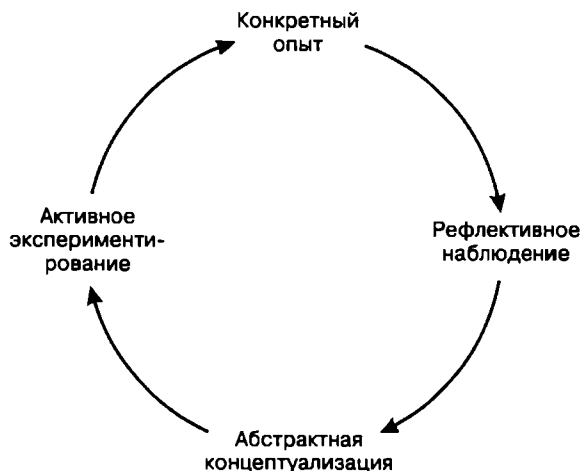 Конкретный
опыт
Рефлективное
наблюдение
Абстрактная
концептуализация
Активное
эксперименти-
рование